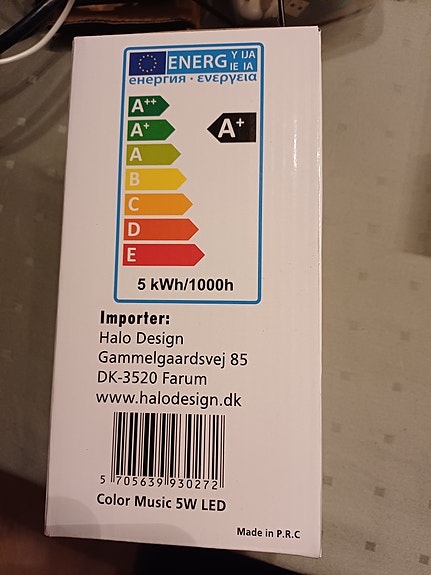 ENERG Y IJA
IE IA
енергия · ενεργεια
A++
A+
A+
A
B
C
D
E
5 kWh/1000h
Importer:
Halo Design
Gammelgaardsvej 85
DK-3520 Farum
www.halodesign.dk
5 705639 930272
Color Music 5W LED
Made in P.R.C